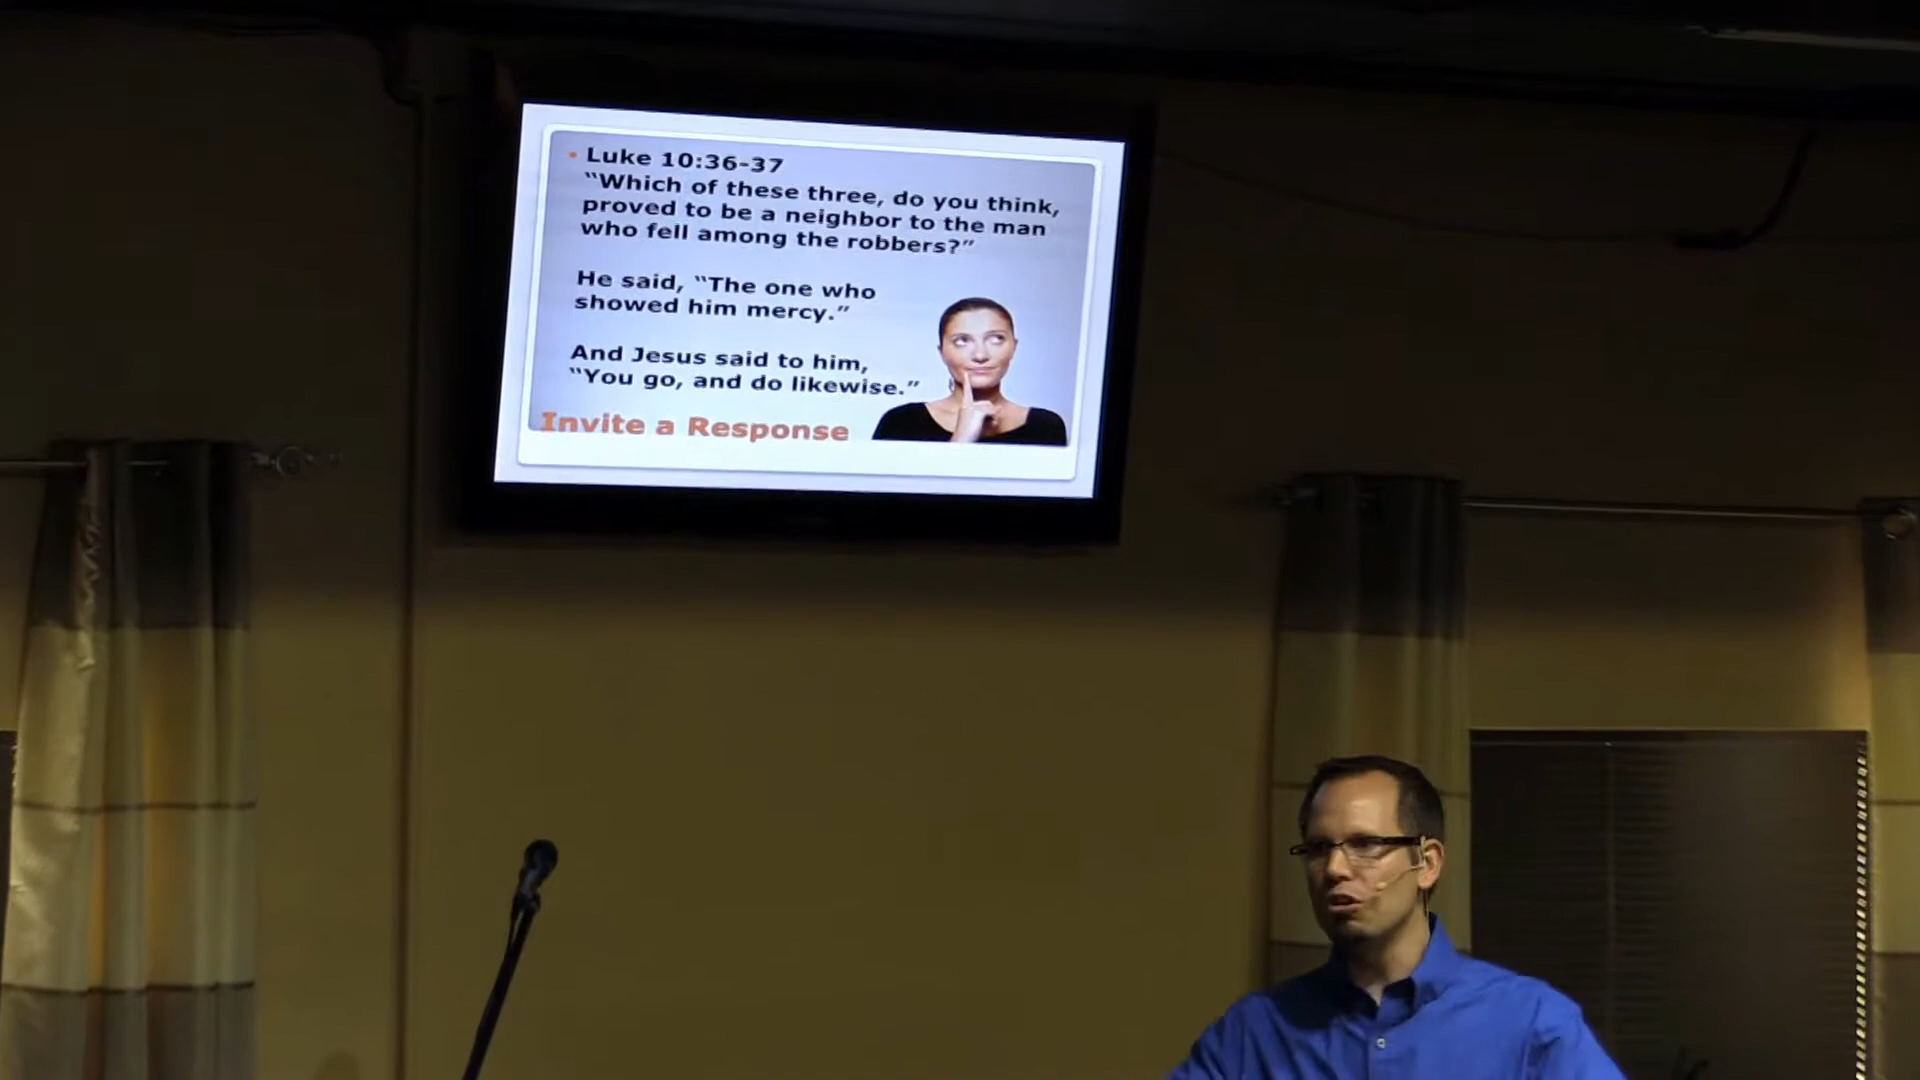 Luke 10:36-37
“Which of these three, do you think,
proved to be a neighbor to the man
who fell among the robbers?”
He said, “The one who
showed him mercy.”
And Jesus said to him,
“You go, and do likewise.”
Invite a Response